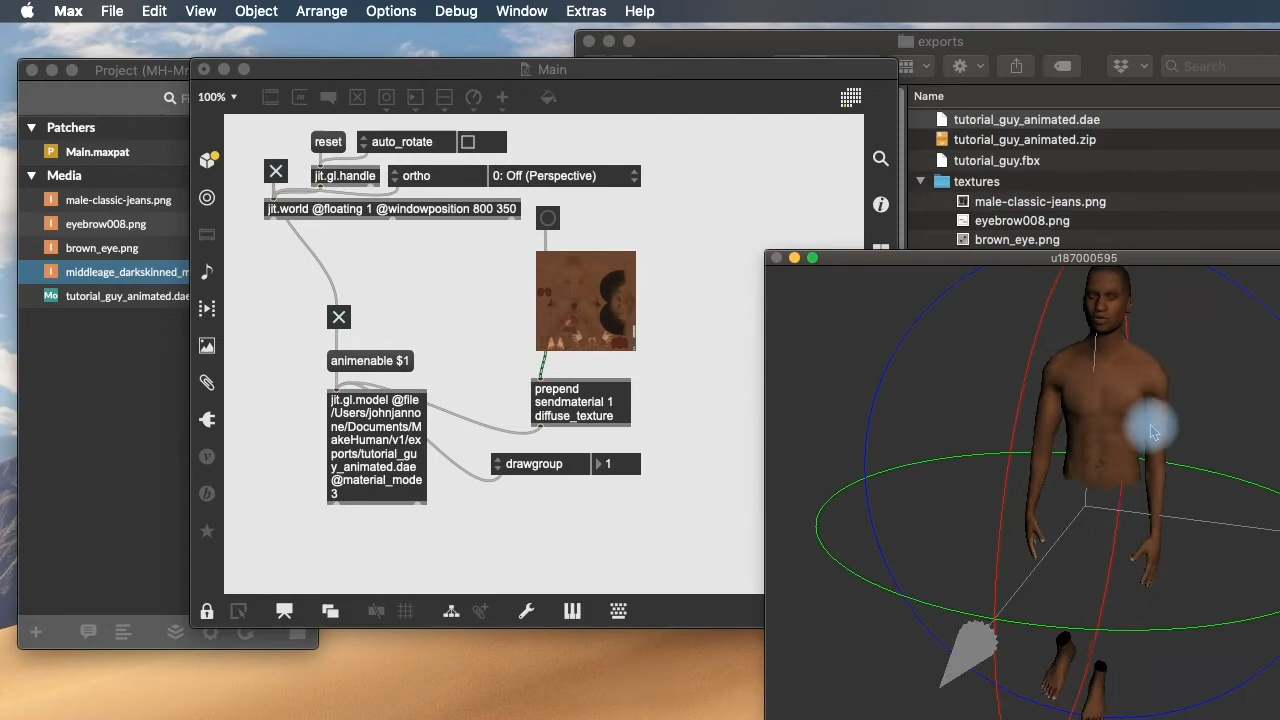 Max File Edit View Object Arrange Options Debug Window Extras Help
exports
Project (MH-Mr
Main
100%
Search
Name
Patchers
Main.maxpat
Media
male-classic-jeans.png
eyebrow008.png
brown_eye.png
middleage_darkskinned_m
tutorial_guy_animated.dae
reset
auto_rotate
jit.gl.handle
ortho
0: Off (Perspective)
jit.world @floating 1 @windowposition 800 350
animenable $1
jit.gl.model @file
/Users/johnjanno
ne/Documents/M
akeHuman/v1/ex
ports/tutorial_gu
y_animated.dae
@material_mode
3
prepend
sendmaterial 1
diffuse_texture
drawgroup
1
tutorial_guy_animated.dae
tutorial_guy_animated.zip
tutorial_guy.fbx
textures
male-classic-jeans.png
eyebrow008.png
brown_eye.png
u187000595